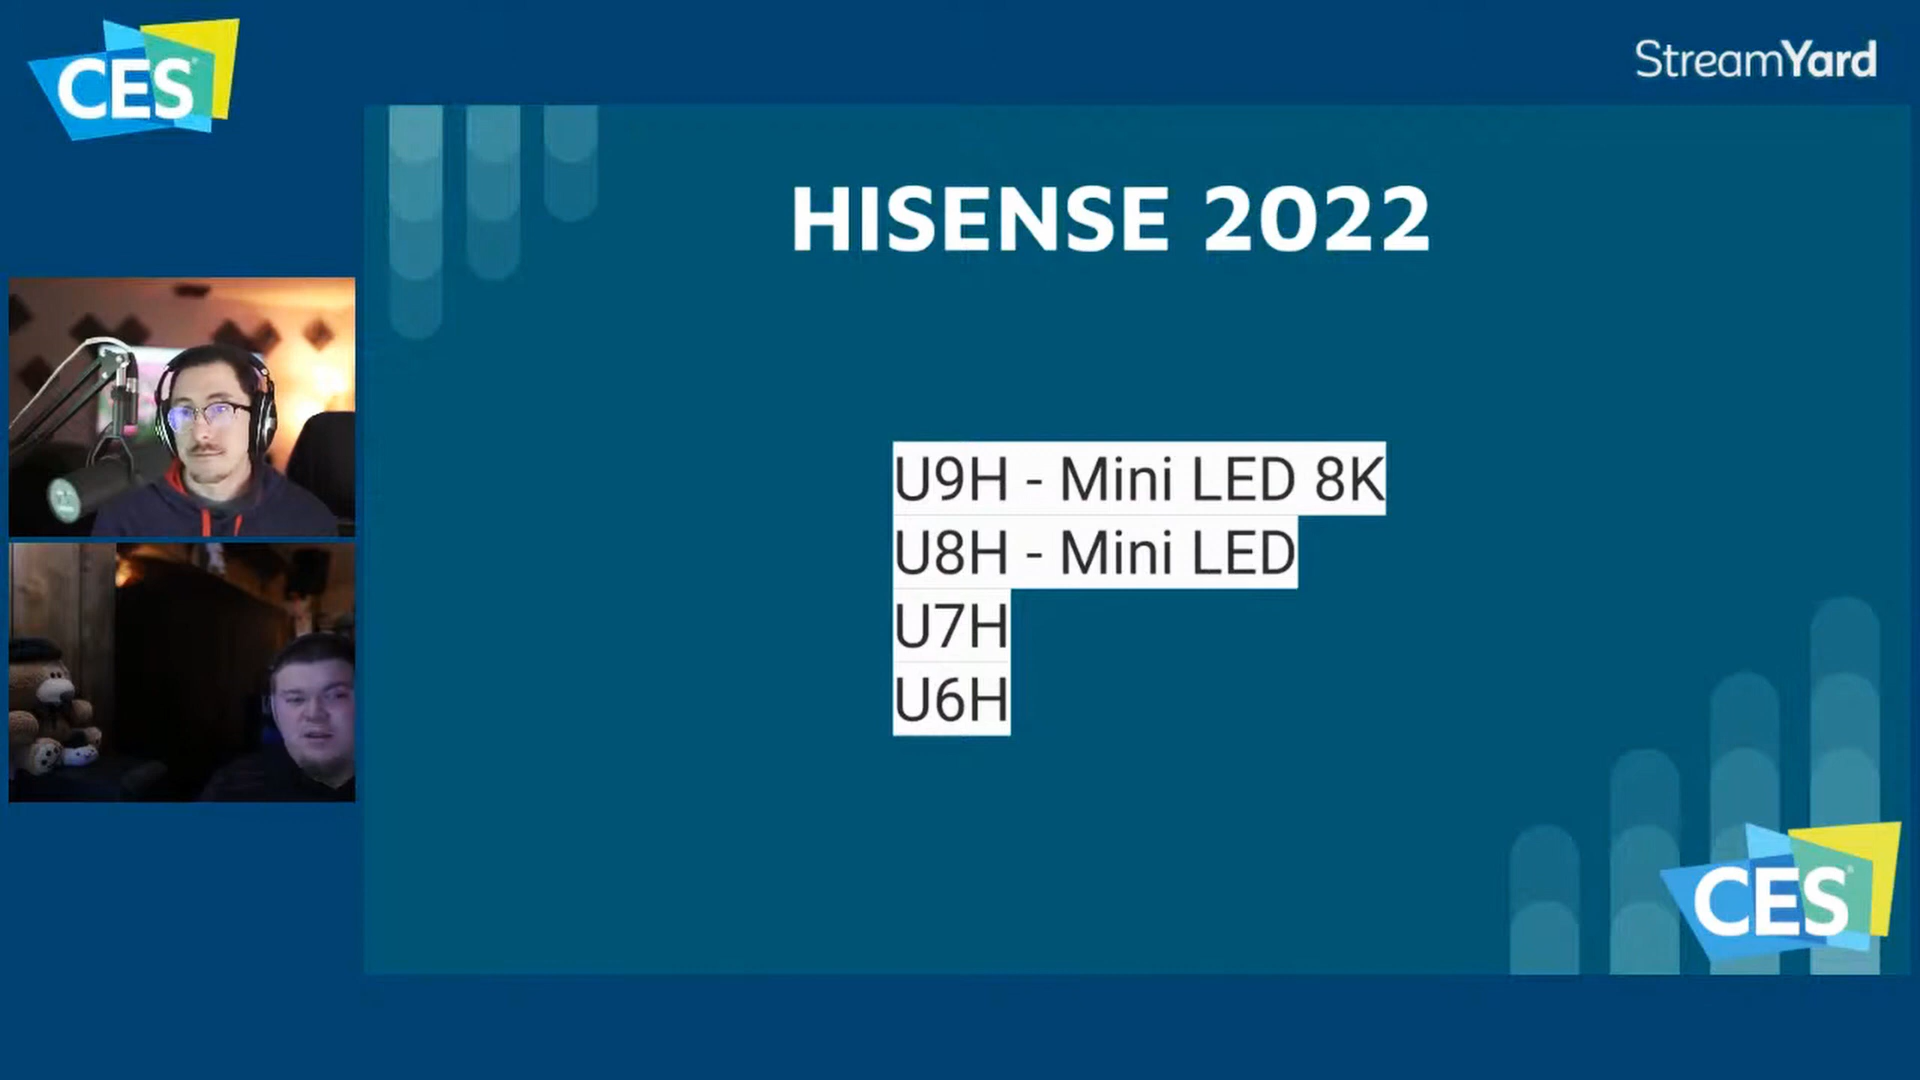 CES
StreamYard
HISENSE 2022
U9H - Mini LED 8K
U8H - Mini LED
U7H
U6H
CES